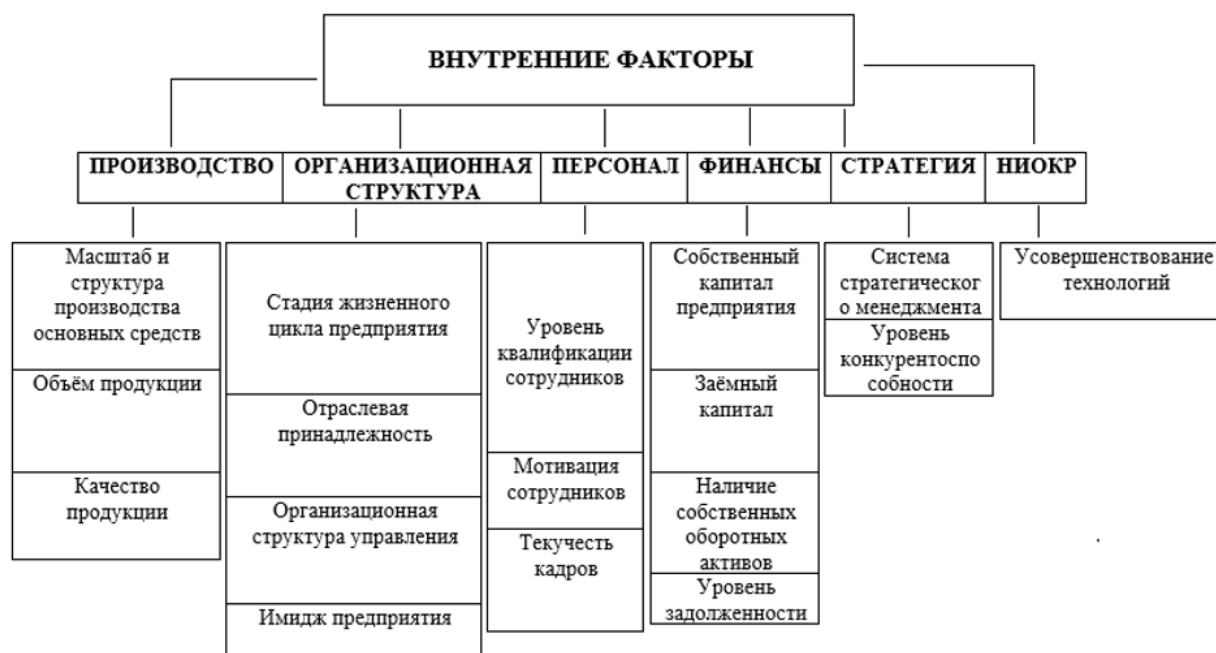 ВНУТРЕННИЕ ФАКТОРЫ
ПРОИЗВОДСТВО
ОРГАНИЗАЦИОННАЯ
СТРУКТУРА
ПЕРСОНАЛ
ФИНАНСЫ
СТРАТЕГИЯ
НИОКР
Масштаб и
структура
производства
основных средств
Объём продукции
Качество
продукции
Стадия жизненного
цикла предприятия
Отраслевая
принадлежность
Организационная
структура управления
Имидж предприятия
Уровень
квалификации
сотрудников
Мотивация
сотрудников
Текучесть
кадров
Собственный
капитал
предприятия
Заёмный
капитал
Наличие
собственных
оборотных
активов
Уровень
задолженности
Система
стратегическог
о менеджмента
Уровень
конкурентоспо
собности
Усовершенствование
технологий